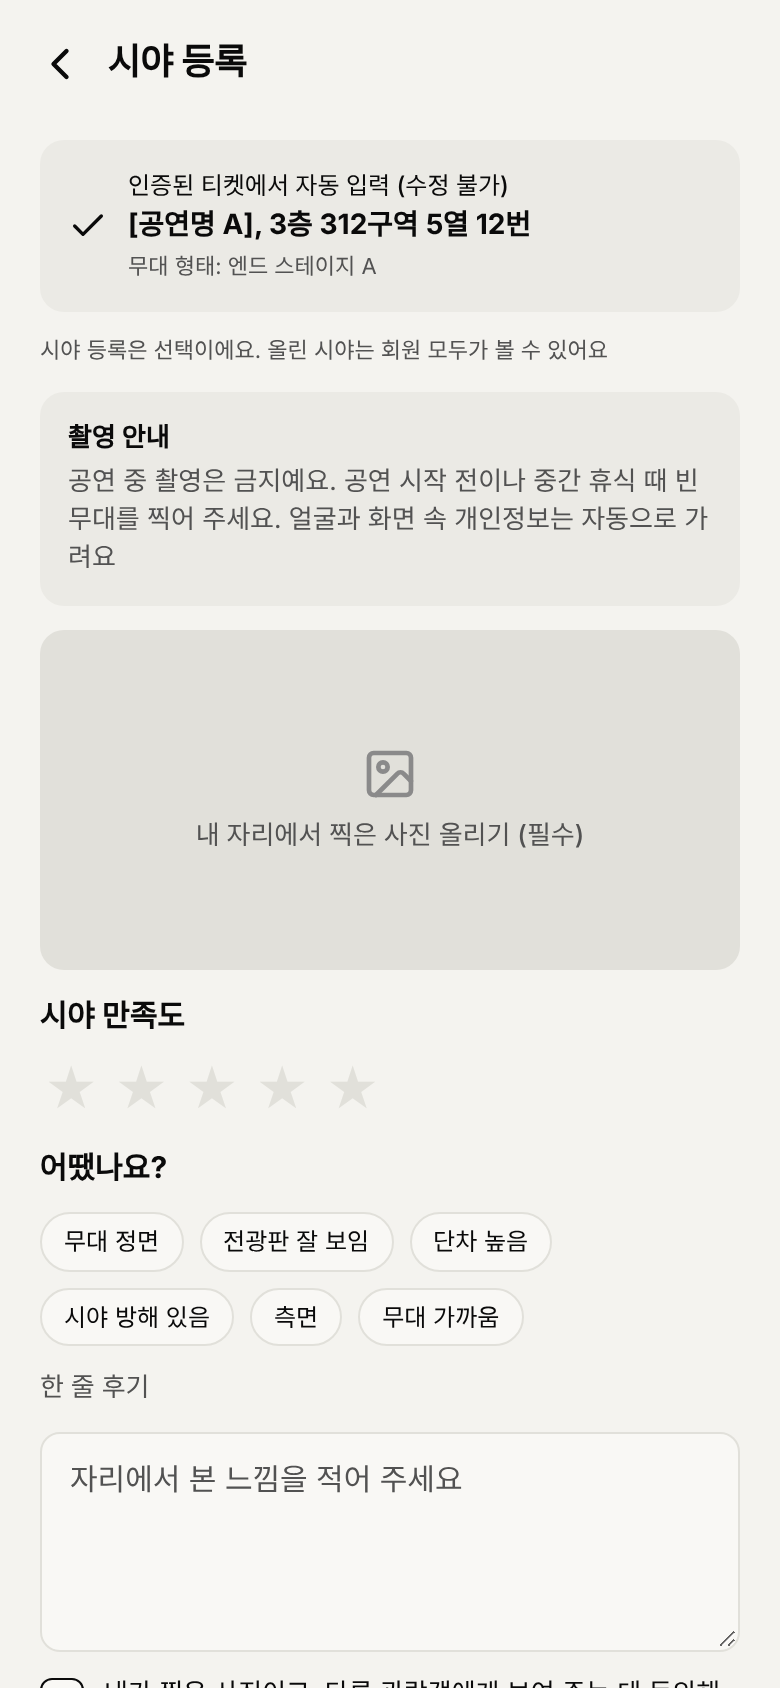 시야 등록
인증된 티켓에서 자동 입력 (수정 불가)
[공연명 A], 3층 312구역 5열 12번
무대 형태: 엔드 스테이지 A
시야 등록은 선택이에요. 올린 시야는 회원 모두가 볼 수 있어요
촬영 안내
공연 중 촬영은 금지예요. 공연 시작 전이나 중간 휴식 때 빈
무대를 찍어 주세요. 얼굴과 화면 속 개인정보는 자동으로 가
려요
내 자리에서 찍은 사진 올리기 (필수)
시야 만족도
어땠나요?
무대 정면 전광판 잘 보임 단차 높음
시야 방해 있음 측면 무대 가까움
한 줄 후기
자리에서 본 느낌을 적어 주세요